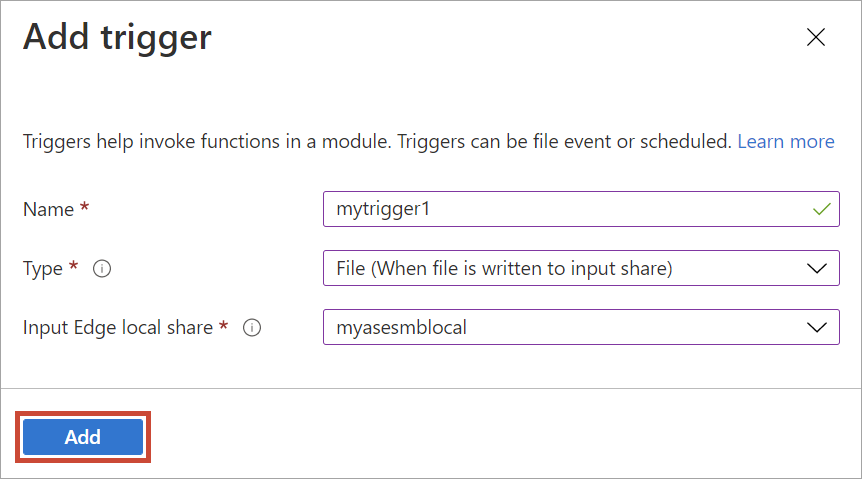 Add trigger
Triggers help invoke functions in a module. Triggers can be file event or scheduled. Learn more
Name *
mytrigger1
Type *
File (When file is written to input share)
Input Edge local share *
myasesmblocal
Add